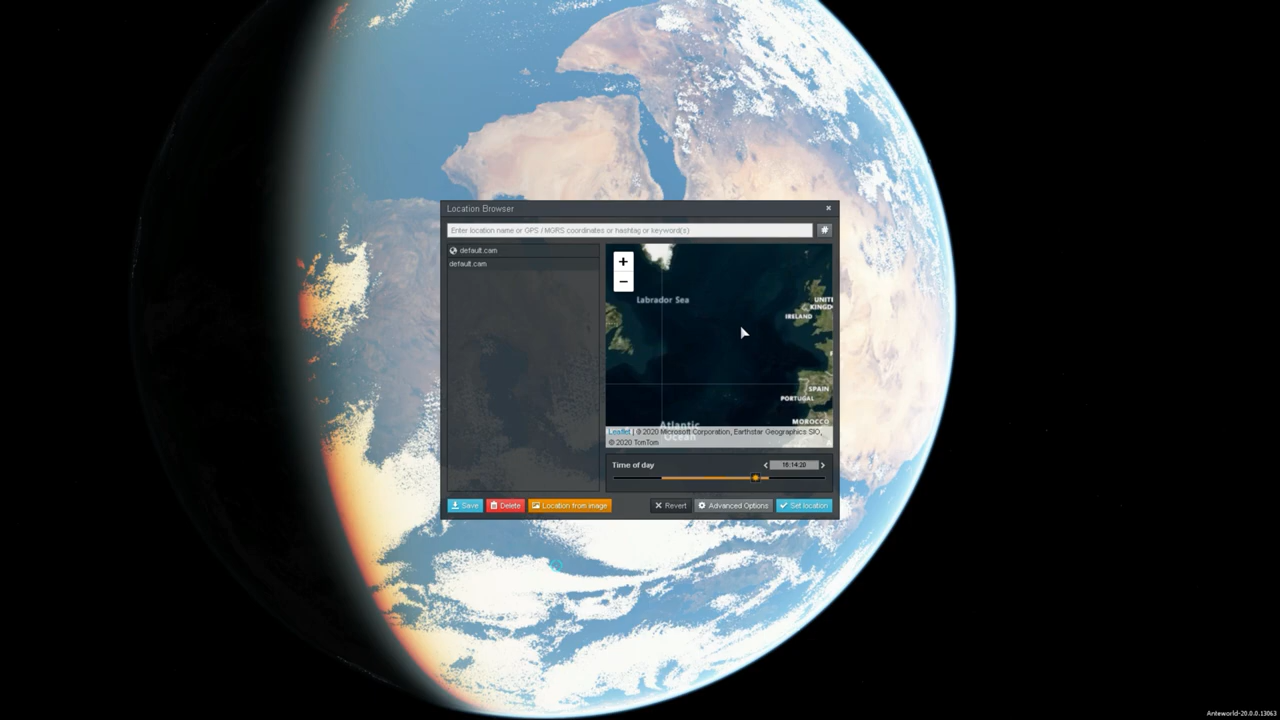 Location Browser
Enter location name or GPS / MGRS coordinates or hashtag or keyword(s) #
default.cam
default.cam
+
−
Labrador Sea
UNITE
KINGD
IRELAND
SPAIN
PORTUGAL
MOROCCO
Atlantic
Ocean
Leaflet | © 2020 Microsoft Corporation, Earthstar Geographics SIO,
© 2020 TomTom
Time of day 16:14:20
Save Delete Location from image Revert Advanced Options Set location
Anteworld-20.0.0.13063